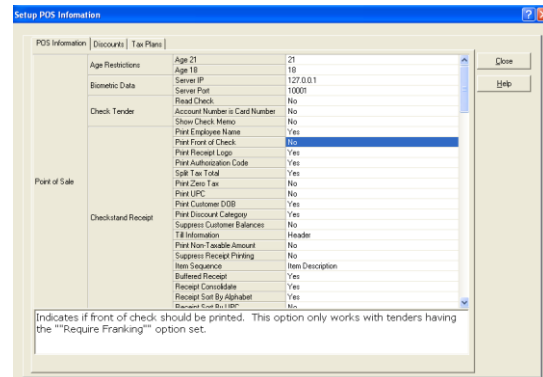 Setup POS Infomation
POS Information Discounts Tax Plans
Close
Help
Point of Sale
Age Restrictions
Age 21 21
Age 18 18
Biometric Data
Server IP 127.0.0.1
Server Port 10001
Check Tender
Read Check No
Account Number is Card Number No
Show Check Memo No
Checkstand Receipt
Print Employee Name Yes
Print Front of Check No
Print Receipt Logo Yes
Print Authorization Code Yes
Split Tax Total Yes
Print Zero Tax No
Print UPC No
Print Customer DOB Yes
Print Discount Category Yes
Suppress Customer Balances No
Till Information Header
Print Non-Taxable Amount No
Suppress Receipt Printing No
Item Sequence Item Description
Buffered Receipt Yes
Receipt Consolidate Yes
Receipt Sort By Alphabet Yes
Receipt Sort By UPC No
Indicates if front of check should be printed. This option only works with tenders having
the ""Require Franking"" option set.